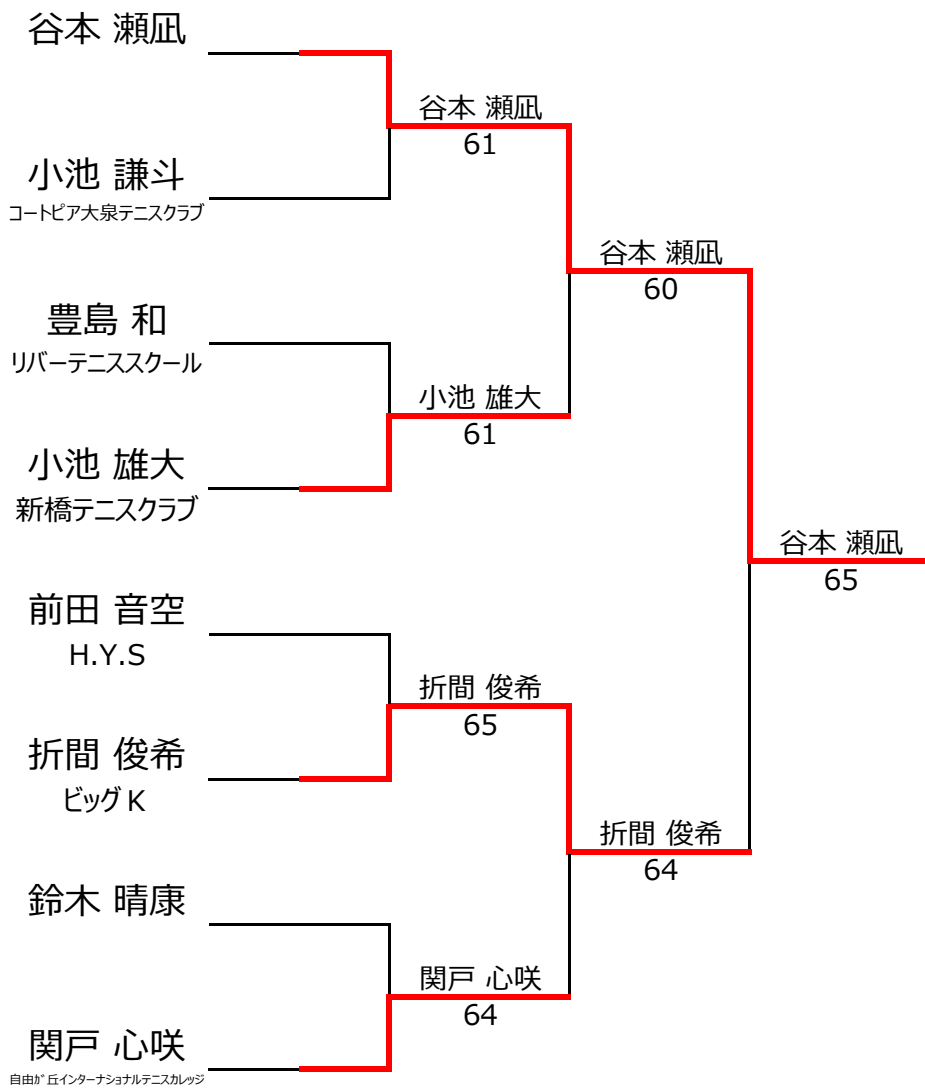 谷本 瀬凪
谷本 瀬凪
61
小池 謙斗
コートピア大泉テニスクラブ
谷本 瀬凪
60
豊島 和
リバーテニススクール
小池 雄大
61
小池 雄大
新橋テニスクラブ
谷本 瀬凪
65
前田 音空
H.Y.S
折間 俊希
65
折間 俊希
ビッグK
折間 俊希
64
鈴木 晴康
関戸 心咲
64
関戸 心咲
自由が丘インターナショナルテニスカレッジ